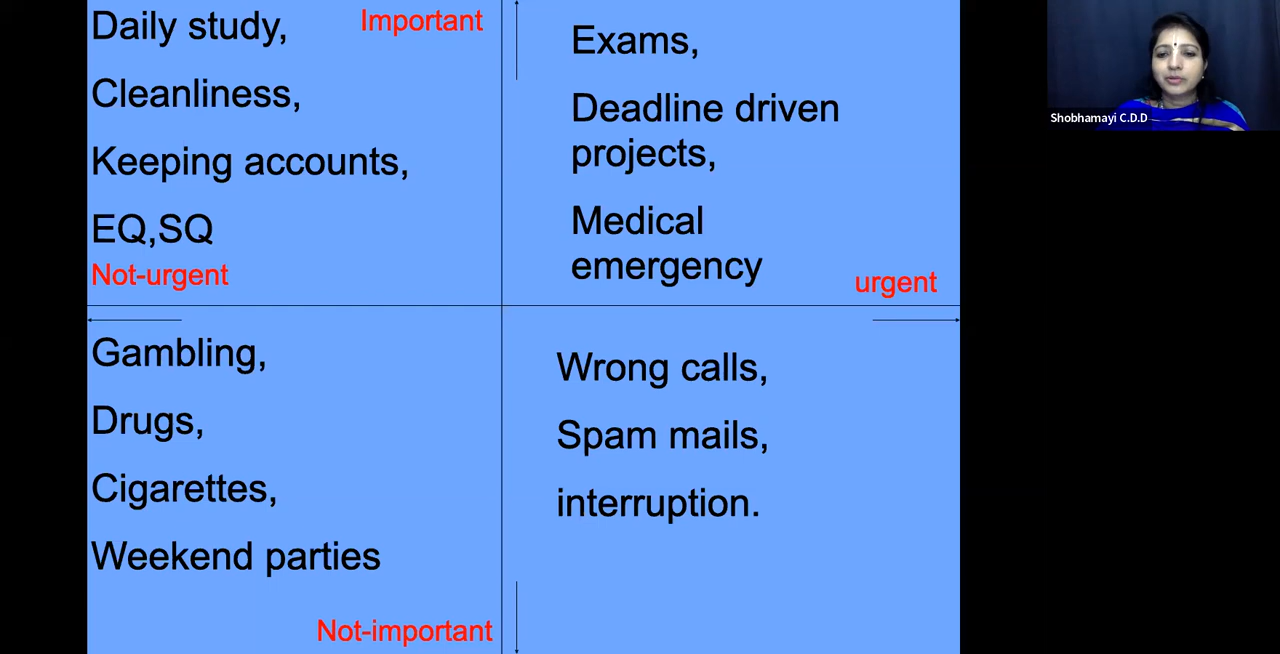 Daily study,
Important
Cleanliness,
Keeping accounts,
EQ,SQ
Not-urgent
Exams,
Deadline driven
projects,
Medical
emergency
urgent
Gambling,
Drugs,
Cigarettes,
Weekend parties
Not-important
Wrong calls,
Spam mails,
interruption.
Shobhamayi C.D.D